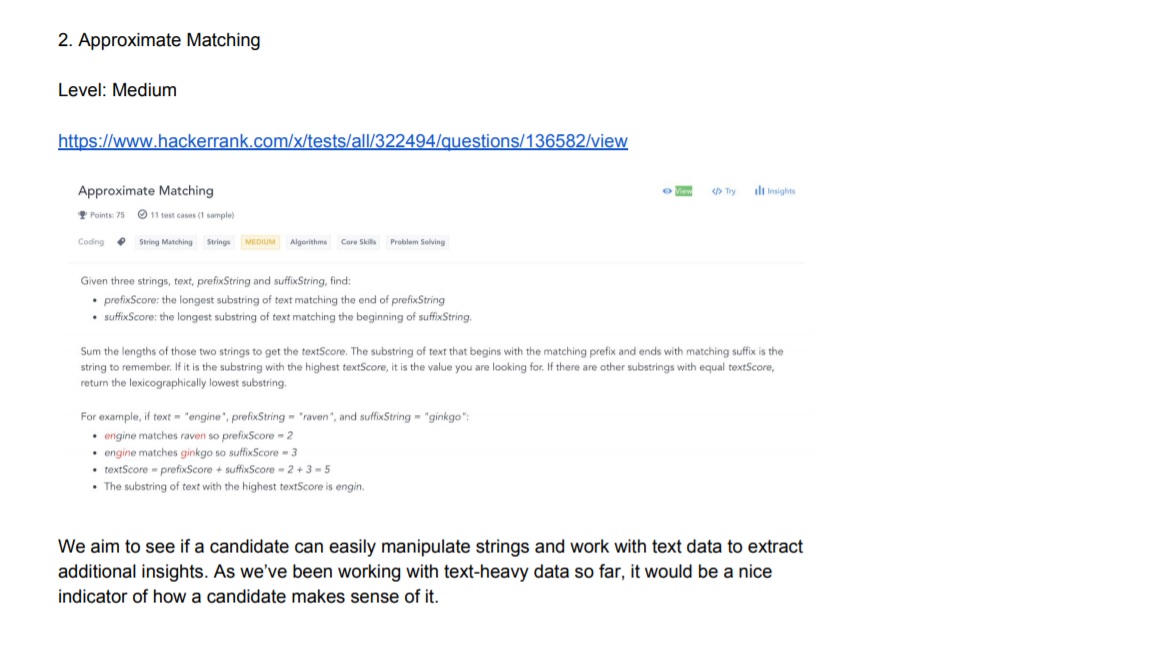 2. Approximate Matching
Level: Medium
https://www.hackerrank.com/x/tests/all/322494/questions/136582/view
Approximate Matching
View
Try
Insights
Points: 75
11 test cases (1 sample)
Coding
String Matching
Strings
MEDIUM
Algorithms
Core Skills
Problem Solving
Given three strings, text, prefixString and suffixString, find:
• prefixScore: the longest substring of text matching the end of prefixString
• suffixScore: the longest substring of text matching the beginning of suffixString.
Sum the lengths of those two strings to get the textScore. The substring of text that begins with the matching prefix and ends with matching suffix is the
string to remember. If it is the substring with the highest textScore, it is the value you are looking for. If there are other substrings with equal textScore,
return the lexicographically lowest substring.
For example, if text = "engine", prefixString = "raven", and suffixString = "ginkgo":
• engine matches raven so prefixScore = 2
• engine matches ginkgo so suffixScore = 3
• textScore = prefixScore + suffixScore = 2 + 3 = 5
• The substring of text with the highest textScore is engin.
We aim to see if a candidate can easily manipulate strings and work with text data to extract
additional insights. As we've been working with text-heavy data so far, it would be a nice
indicator of how a candidate makes sense of it.